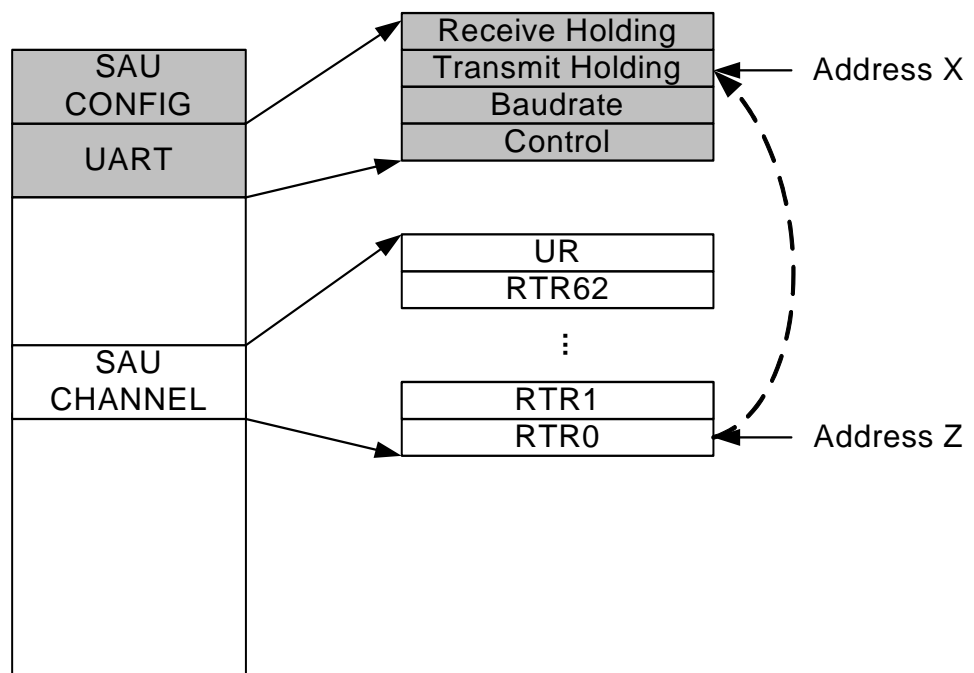 SAU
CONFIG
UART
SAU
CHANNEL
Receive Holding
Transmit Holding
Baudrate
Control
UR
RTR62
...
RTR1
RTR0
Address X
Address Z